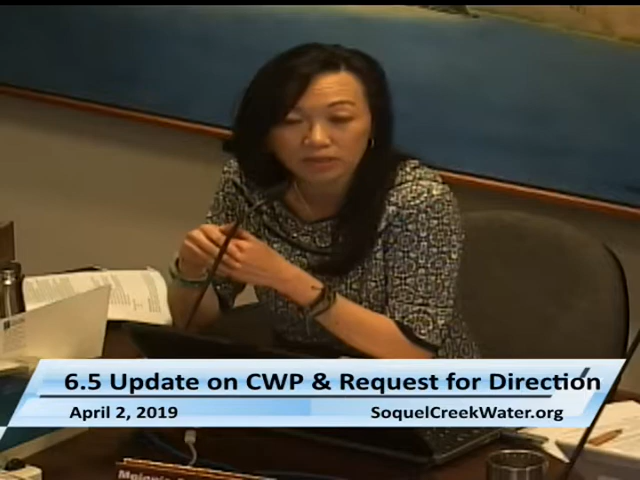 6.5 Update on CWP & Request for Direction
April 2, 2019
SoquelCreekWater.org